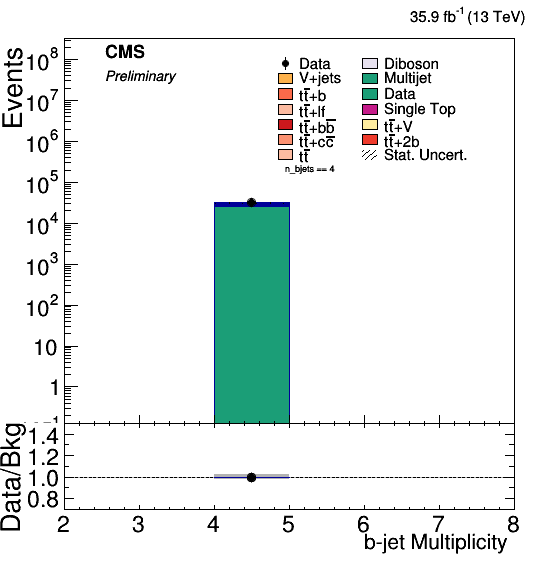 35.9 fb⁻¹ (13 TeV)
CMS
Preliminary
Events
10⁸
10⁷
10⁶
10⁵
10⁴
10³
10²
10
1
Data
V+jets
tt̅+b
tt̅+lf
tt̅+bb̅
tt̅+cc̅
tt̅
n_bjets == 4
Diboson
Multijet
Data
Single Top
tt̅+V
tt̅+2b
Stat. Uncert.
Data/Bkg
1.4
1.2
1.0
0.8
2 3 4 5 6 7 8
b-jet Multiplicity